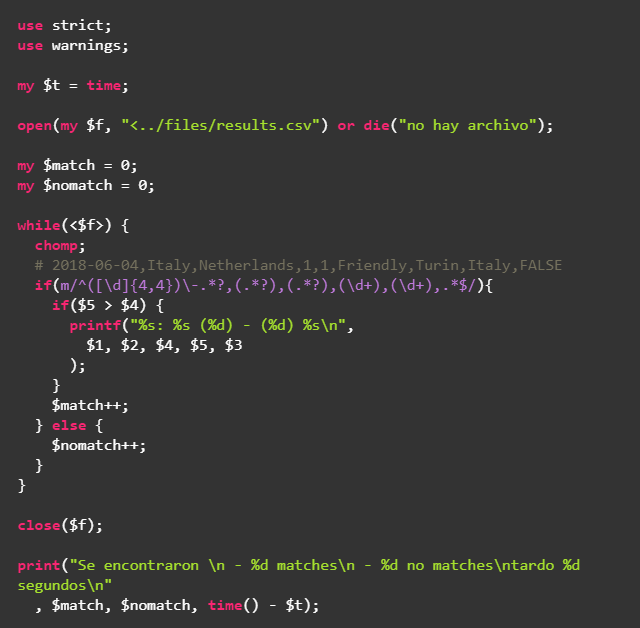 use strict;
use warnings;

my $t = time;

open(my $f, "<../files/results.csv") or die("no hay archivo");

my $match = 0;
my $nomatch = 0;

while(<$f>) {
  chomp;
  # 2018-06-04,Italy,Netherlands,1,1,Friendly,Turin,Italy,FALSE
  if(m/^([\d]{4,4})\-.*?,(.*?),(.*?),(\d+),(\d+),.*$/){
    if($5 > $4) {
      printf("%s: %s (%d) - (%d) %s\n",
        $1, $2, $4, $5, $3
      );
    }
    $match++;
  } else {
    $nomatch++;
  }
}

close($f);

print("Se encontraron \n - %d matches\n - %d no matches\ntardo %d
segundos\n"
  , $match, $nomatch, time() - $t);